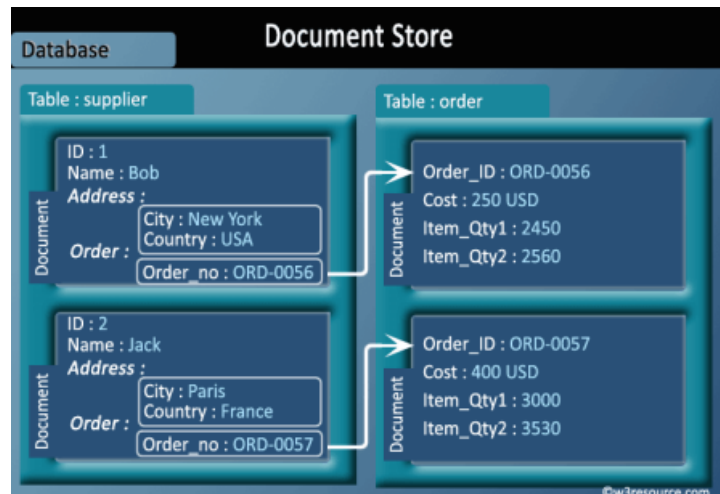 Document Store
Database
Table : supplier
ID : 1
Name : Bob
Address :
City : New York
Country : USA
Order :
Order_no : ORD-0056
Document
ID : 2
Name : Jack
Address :
City : Paris
Country : France
Order :
Order_no : ORD-0057
Document
Table : order
Order_ID : ORD-0056
Cost : 250 USD
Item_Qty1 : 2450
Item_Qty2 : 2560
Document
Order_ID : ORD-0057
Cost : 400 USD
Item_Qty1 : 3000
Item_Qty2 : 3530
Document
©w3resource.com